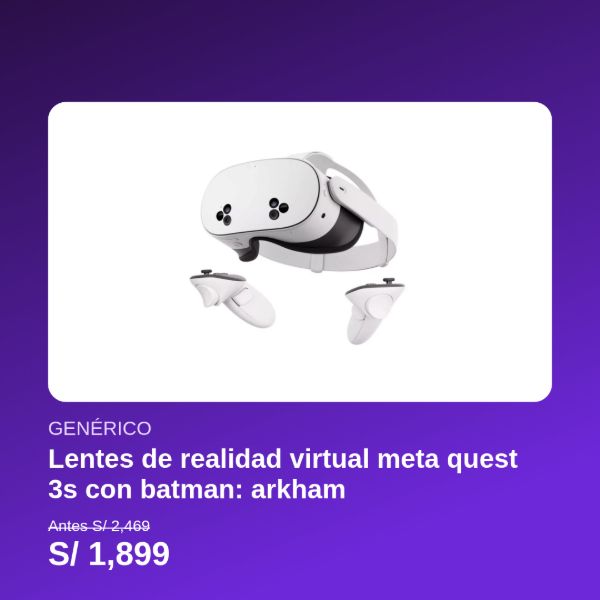 GENÉRICO
Lentes de realidad virtual meta quest
3s con batman: arkham
Antes S/ 2,469
S/ 1,899